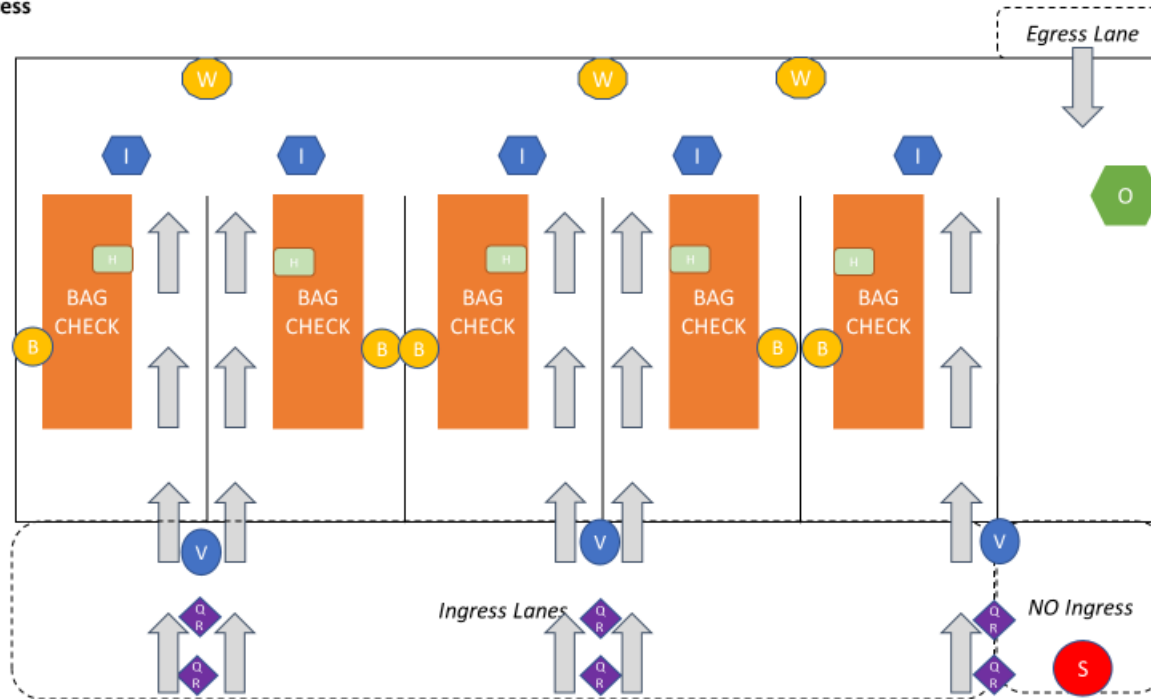 ess
Egress Lane
W
W
W
I
I
I
I
I
O
H
H
H
H
H
BAG
CHECK
BAG
CHECK
BAG
CHECK
BAG
CHECK
BAG
CHECK
B
B
B
B
B
V
V
V
Ingress Lanes
NO Ingress
Q
R
Q
R
Q
R
Q
R
Q
R
Q
R
S